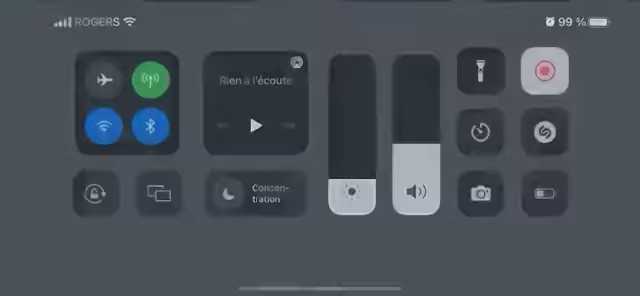 ROGERS
99 %
Rien à l'écoute
Concen-
tration